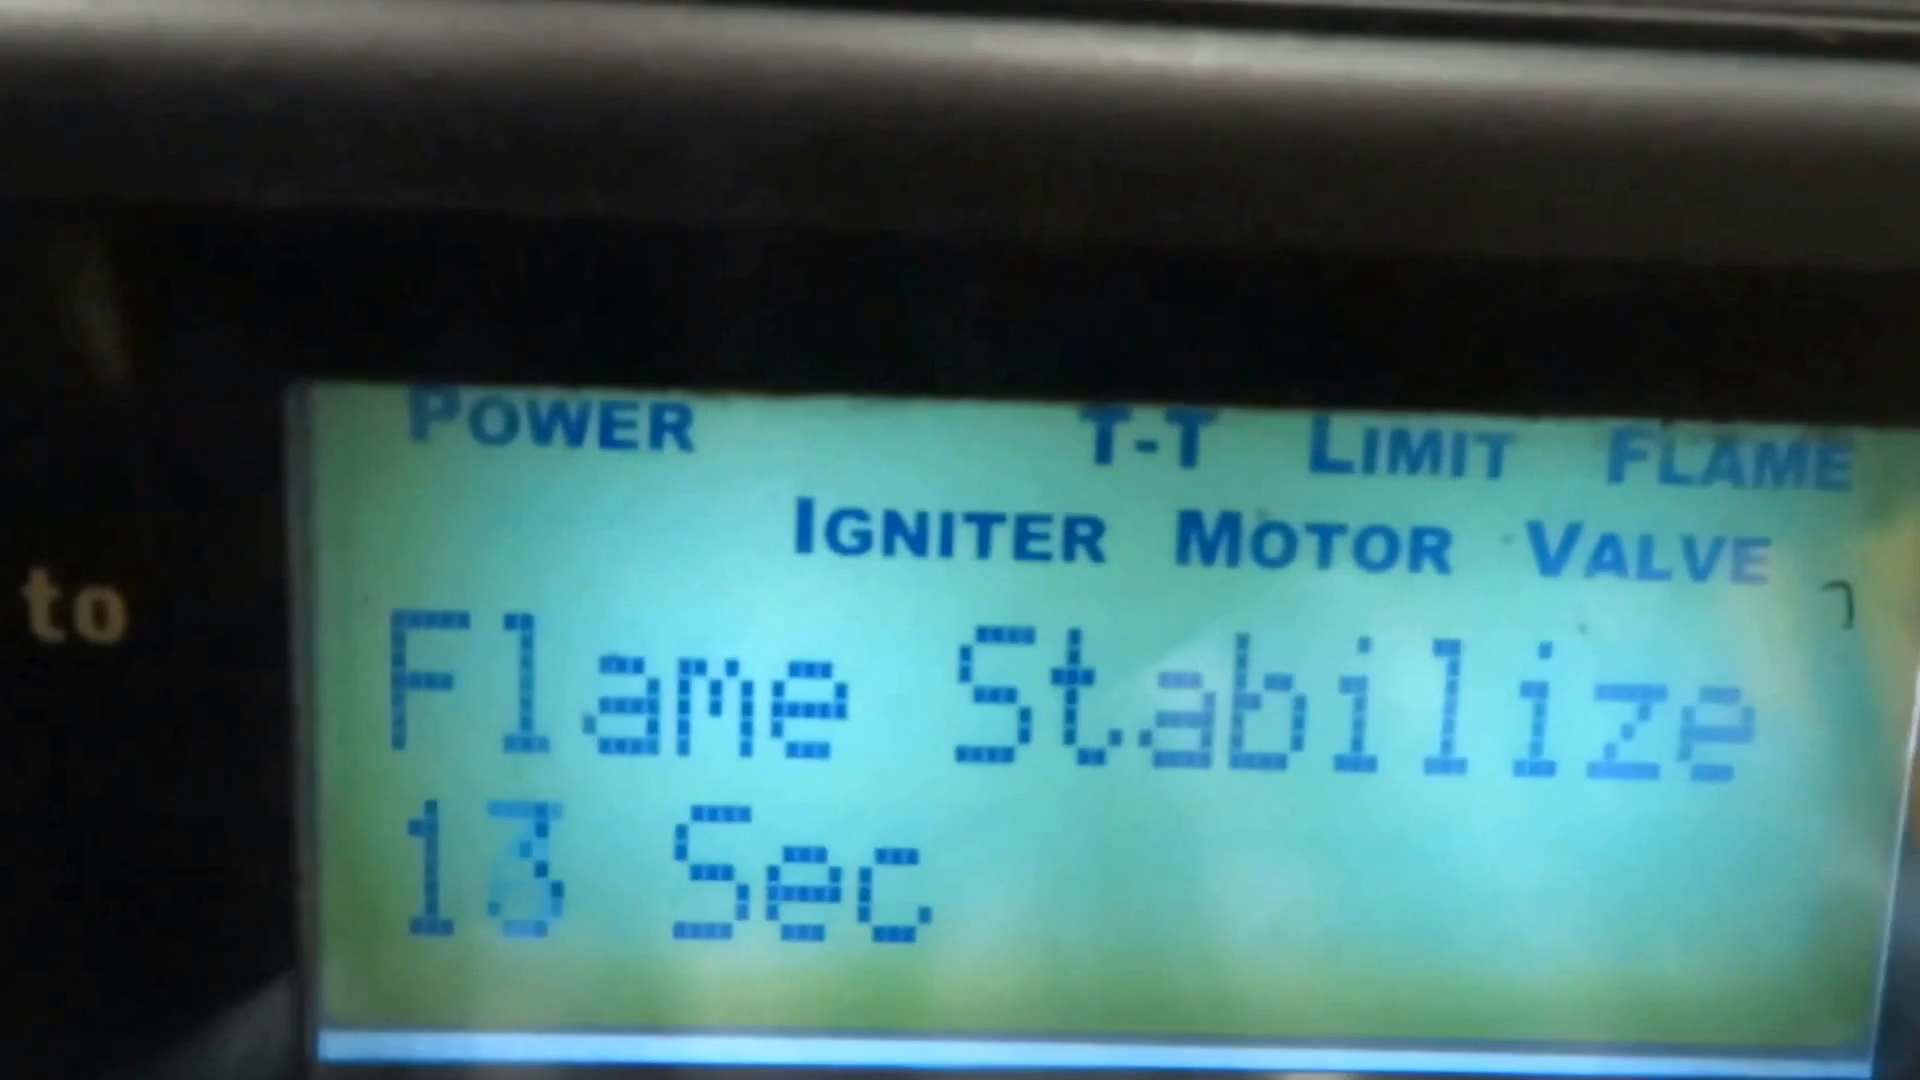 POWER T-T LIMIT FLAME
IGNITER MOTOR VALVE
to
Flame Stabilize
13 Sec